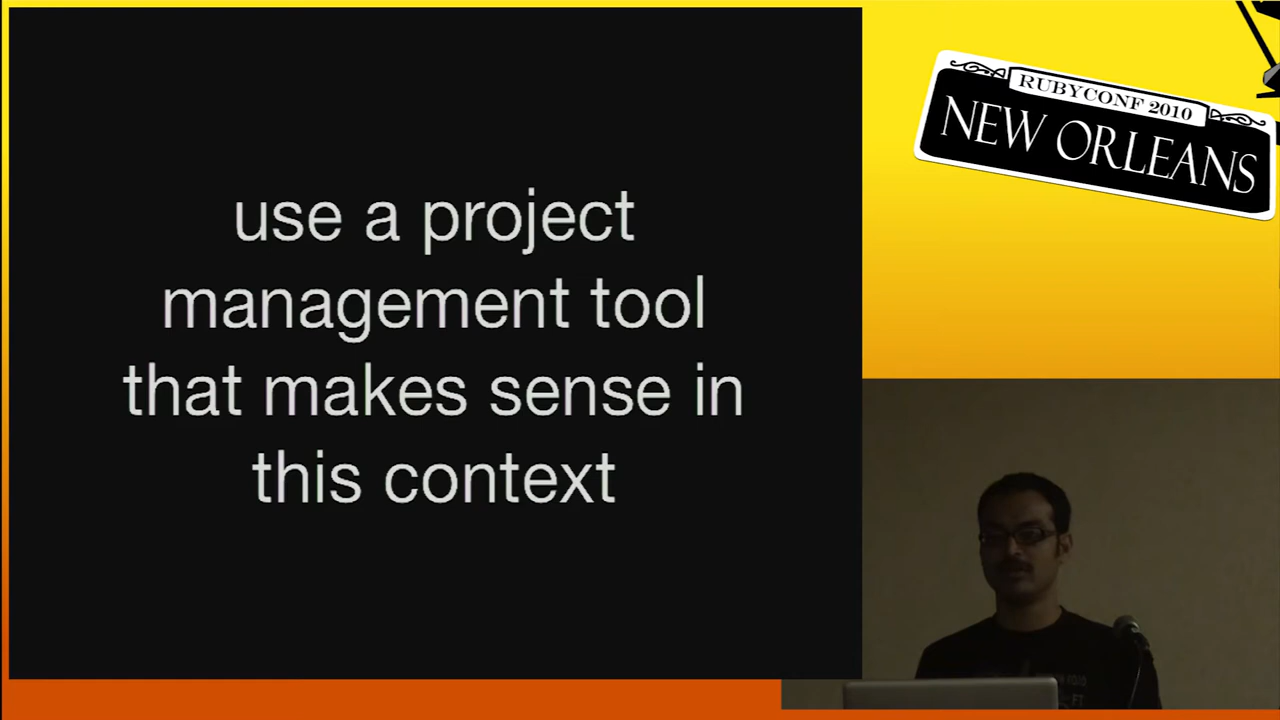 use a project
management tool
that makes sense in
this context
RUBYCONF 2010
NEW ORLEANS